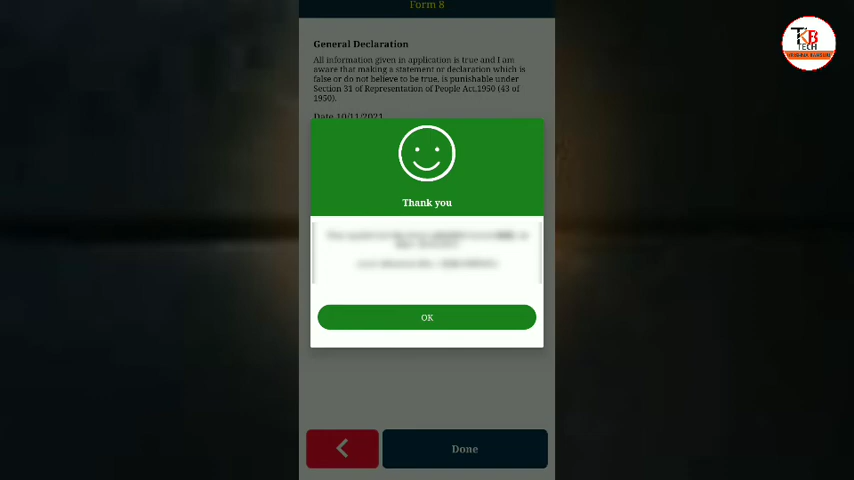 Form 8
General Declaration
All information given in application is true and I am
aware that making a statement or declaration which is
false or do not believe to be true, is punishable under
Section 31 of Representation of People Act,1950 (43 of
1950).
Date 10/11/2021
Thank you
OK
Done
TKB
TECH